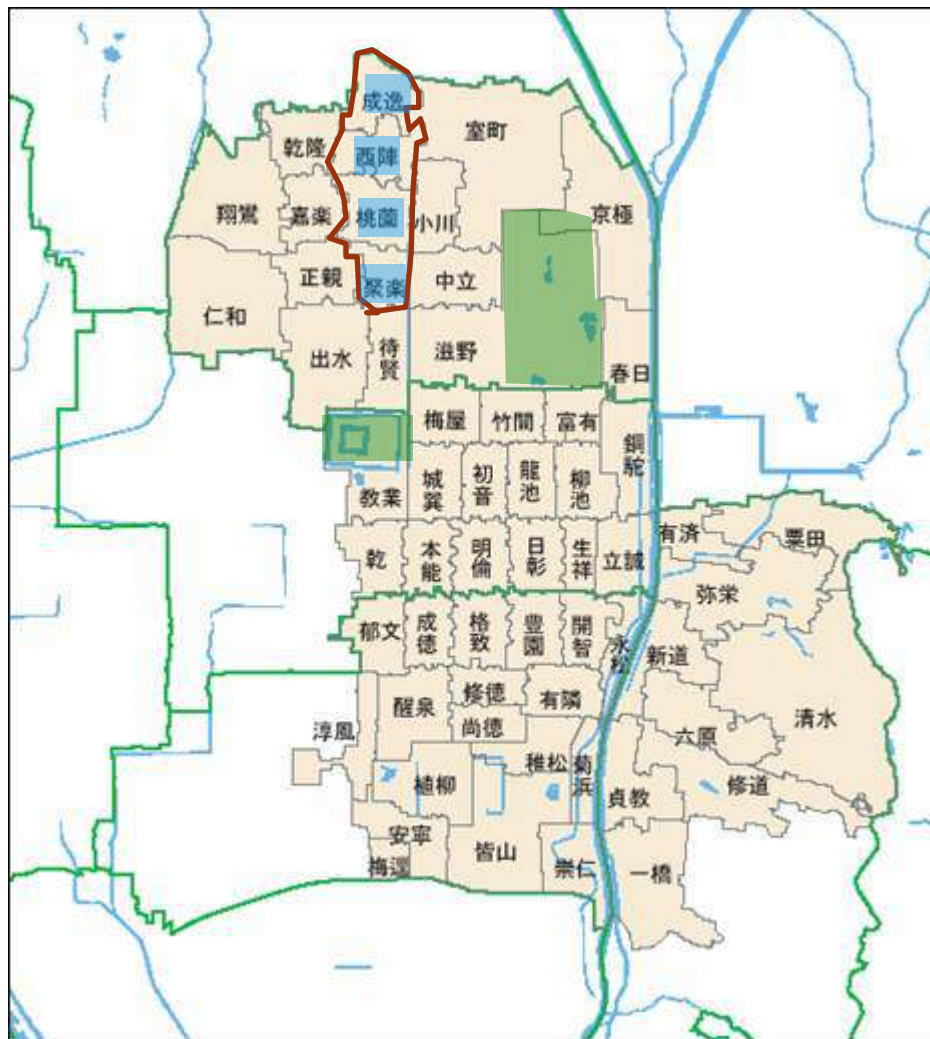 成逸
室町
乾隆
西陣
翔鸞
嘉楽
桃薗
小川
京極
正親
聚楽
中立
仁和
出水
待賢
滋野
春日
梅屋
竹間
富有
銅駝
教業
城巽
初音
龍池
柳池
有済
粟田
乾
本能
明倫
日彰
生祥
立誠
弥栄
郁文
成徳
格致
豊園
開智
永松
新道
醒泉
修徳
有隣
清水
淳風
尚徳
六原
植柳
稚松
菊浜
貞教
修道
安寧
梅逕
皆山
崇仁
一橋